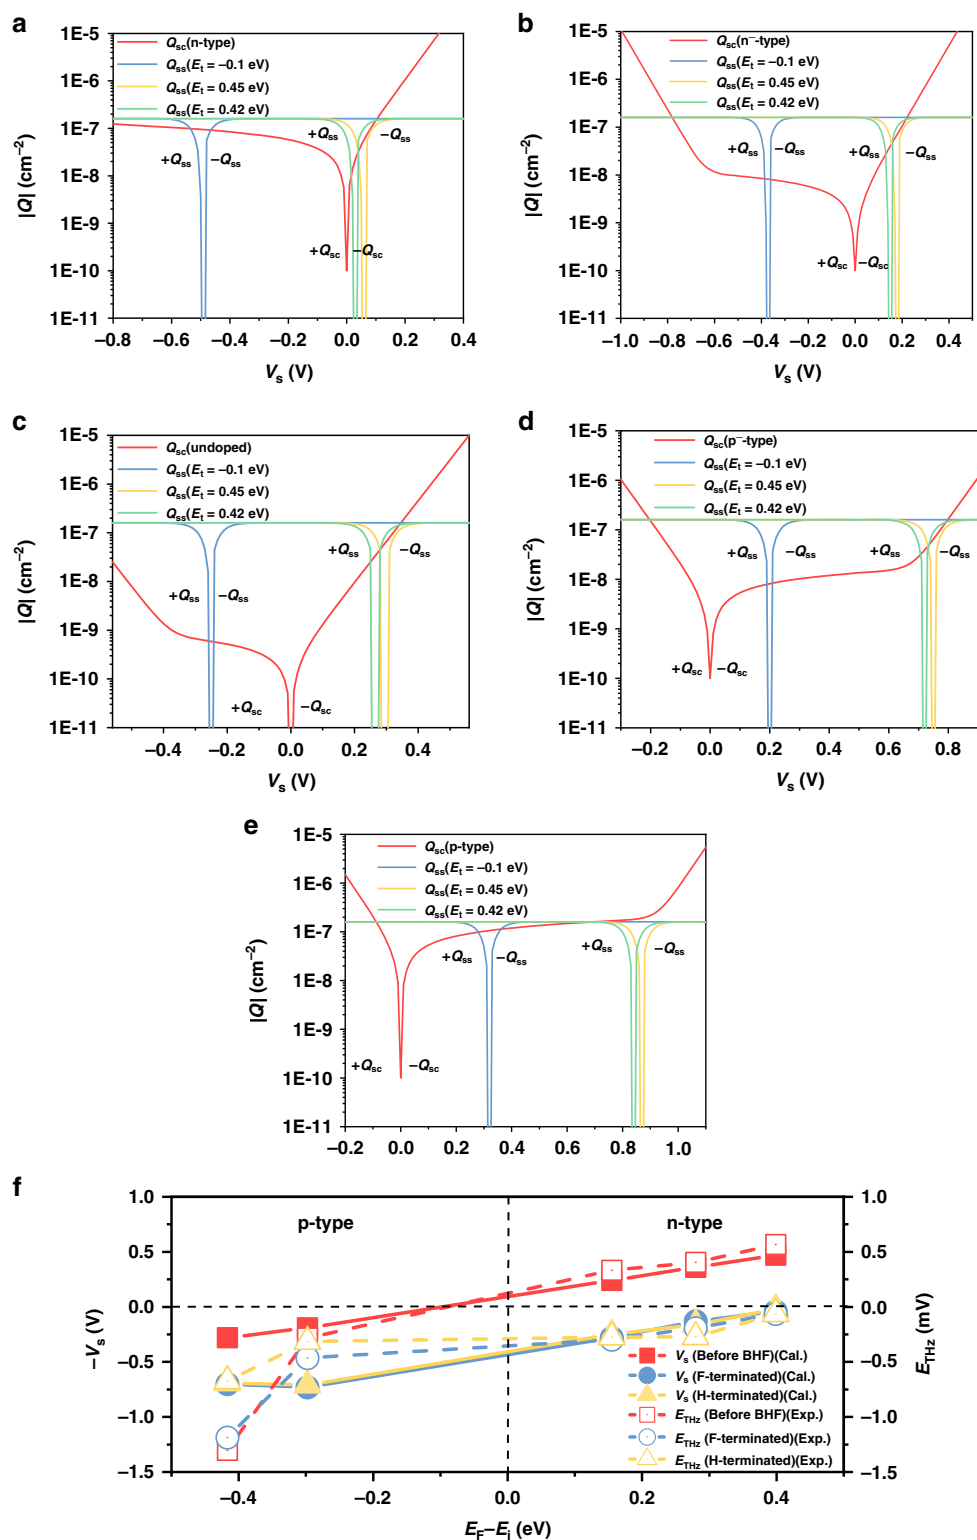 a
1E-5
1E-6
1E-7
1E-8
1E-9
1E-10
1E-11
|Q| (cm⁻²)
Qsc(n-type)
Qss(Et = −0.1 eV)
Qss(Et = 0.45 eV)
Qss(Et = 0.42 eV)
+Qss
−Qss
+Qss
−Qss
+Qsc
−Qsc
−0.8 −0.6 −0.4 −0.2 0.0 0.2 0.4
Vs (V)
b
1E-5
1E-6
1E-7
1E-8
1E-9
1E-10
1E-11
|Q| (cm⁻²)
Qsc(n⁻-type)
Qss(Et = −0.1 eV)
Qss(Et = 0.45 eV)
Qss(Et = 0.42 eV)
+Qss
−Qss
+Qss
−Qss
+Qsc
−Qsc
−1.0 −0.8 −0.6 −0.4 −0.2 0.0 0.2 0.4
Vs (V)
c
1E-5
1E-6
1E-7
1E-8
1E-9
1E-10
1E-11
|Q| (cm⁻²)
Qsc(undoped)
Qss(Et = −0.1 eV)
Qss(Et = 0.45 eV)
Qss(Et = 0.42 eV)
+Qss
−Qss
+Qss
−Qss
+Qsc
−Qsc
−0.4 −0.2 0.0 0.2 0.4
Vs (V)
d
1E-5
1E-6
1E-7
1E-8
1E-9
1E-10
1E-11
|Q| (cm⁻²)
Qsc(p⁻-type)
Qss(Et = −0.1 eV)
Qss(Et = 0.45 eV)
Qss(Et = 0.42 eV)
+Qss
−Qss
+Qss
−Qss
+Qsc
−Qsc
−0.2 0.0 0.2 0.4 0.6 0.8
Vs (V)
e
1E-5
1E-6
1E-7
1E-8
1E-9
1E-10
1E-11
|Q| (cm⁻²)
Qsc(p-type)
Qss(Et = −0.1 eV)
Qss(Et = 0.45 eV)
Qss(Et = 0.42 eV)
+Qss
−Qss
+Qss
−Qss
+Qsc
−Qsc
−0.2 0.0 0.2 0.4 0.6 0.8 1.0
f
1.0
0.5
0.0
−0.5
−1.0
−1.5
−Vs (V)
p-type
n-type
Vs (Before BHF)(Cal.)
Vs (F-terminated)(Cal.)
Vs (H-terminated)(Cal.)
ETHz (Before BHF)(Exp.)
ETHz (F-terminated)(Exp.)
ETHz (H-terminated)(Exp.)
1.0
0.5
0.0
−0.5
−1.0
−1.5
ETHz (mV)
−0.4 −0.2 0.0 0.2 0.4
EF−Ei (eV)